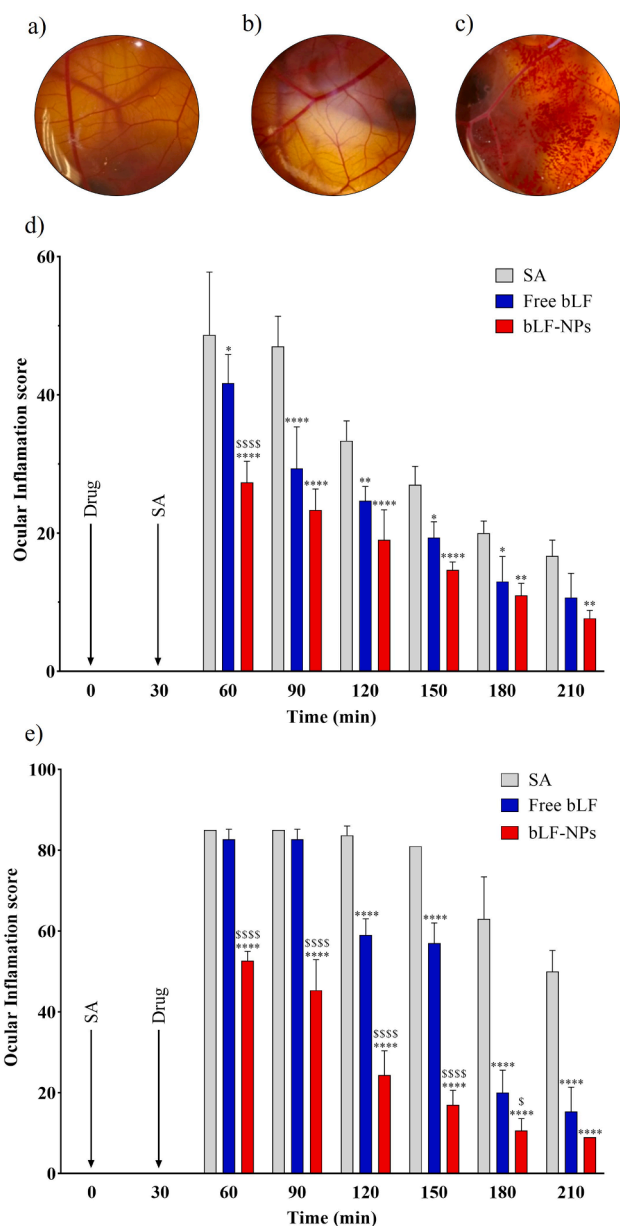 a)
b)
c)
d)
60
40
20
0
Ocular Inflamation score
SA
Free bLF
bLF-NPs
Drug
SA
*
$$$$
****
****
****
**
****
*
****
*
**
**
0 30 60 90 120 150 180 210
Time (min)
e)
100
80
60
40
20
0
Ocular Inflamation score
SA
Free bLF
bLF-NPs
SA
Drug
$$$$
****
$$$$
****
****
$$$$
****
****
$$$$
****
****
$
****
****
****
0 30 60 90 120 150 180 210
Time (min)